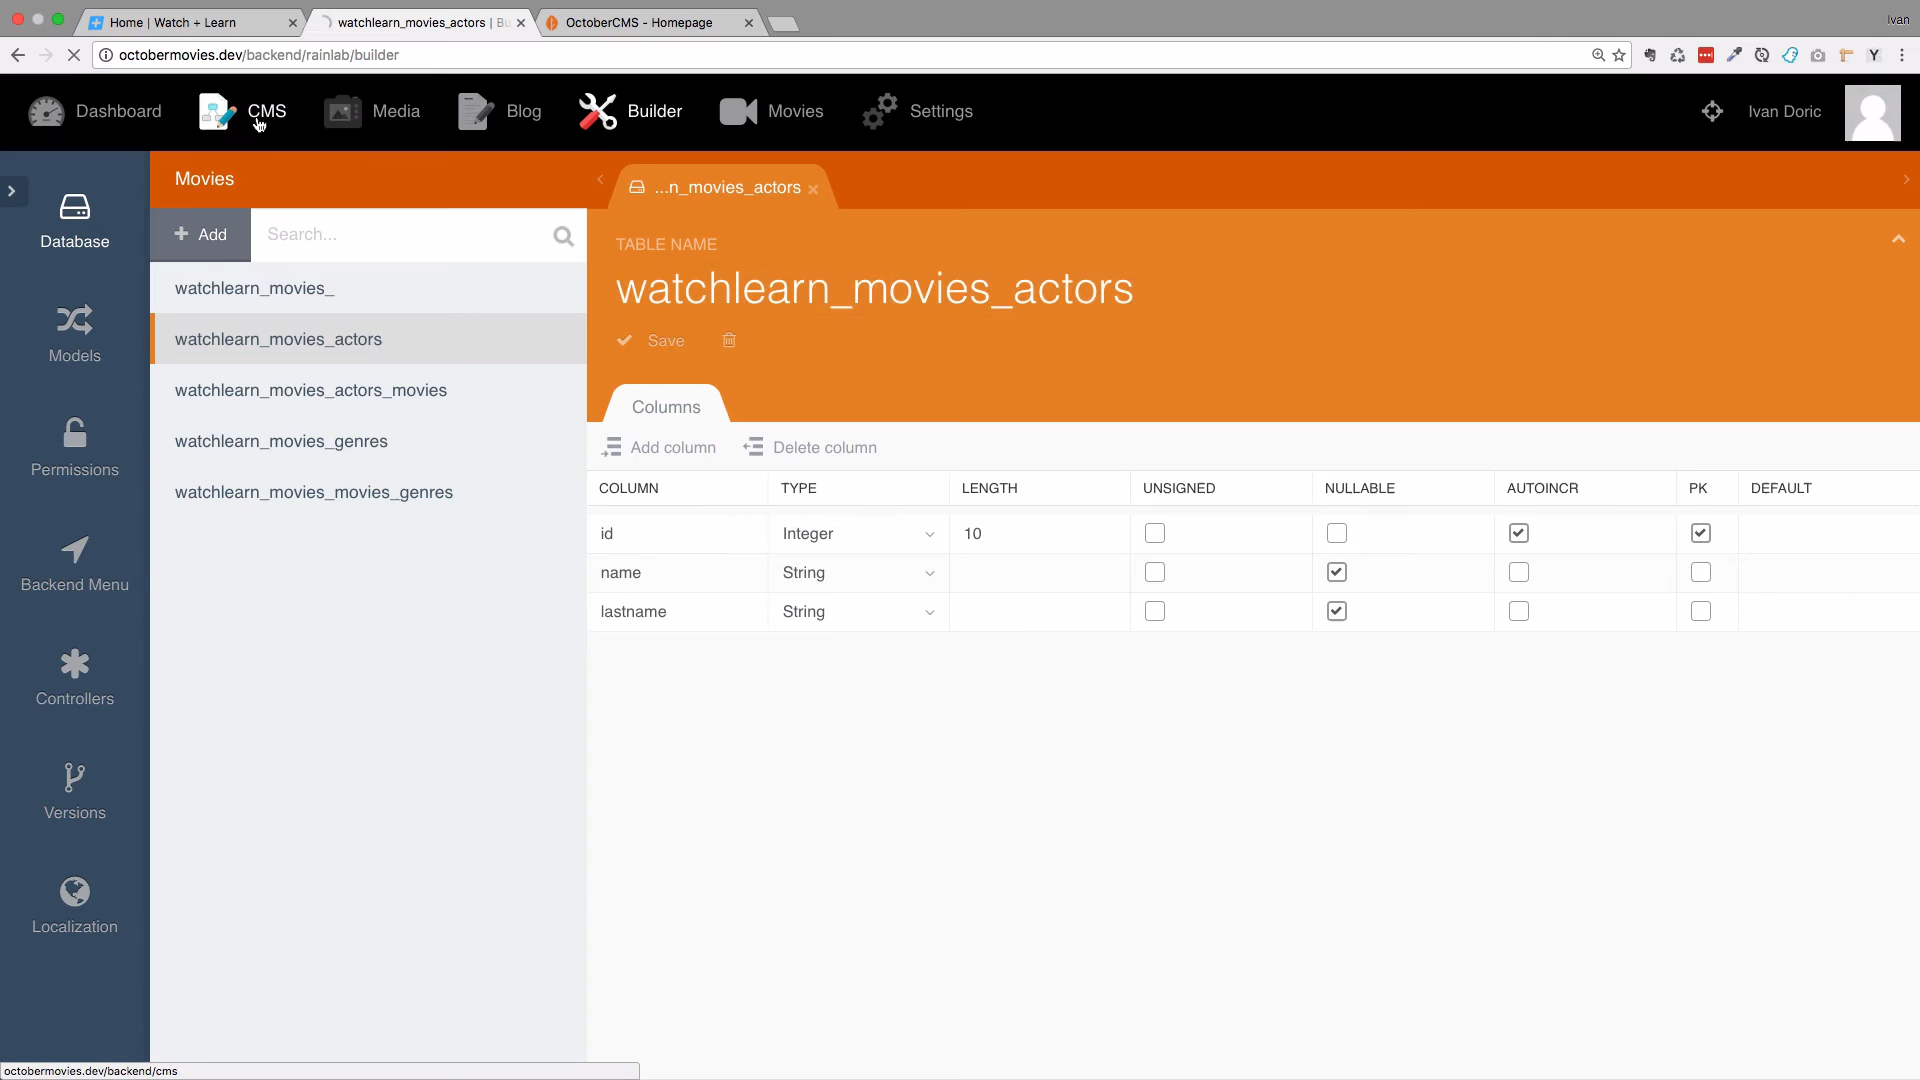 Home | Watch + Learn
watchlearn_movies_actors | Bu
OctoberCMS - Homepage
Ivan
octobermovies.dev/backend/rainlab/builder
Dashboard
CMS
Media
Blog
Builder
Movies
Settings
Ivan Doric
Database
Models
Permissions
Backend Menu
Controllers
Versions
Localization
Movies
+ Add
Search...
watchlearn_movies_
watchlearn_movies_actors
watchlearn_movies_actors_movies
watchlearn_movies_genres
watchlearn_movies_movies_genres
...n_movies_actors
TABLE NAME
watchlearn_movies_actors
Save
Columns
Add column
Delete column
COLUMN TYPE LENGTH UNSIGNED NULLABLE AUTOINCR PK DEFAULT
id Integer 10
name String
lastname String
octobermovies.dev/backend/cms